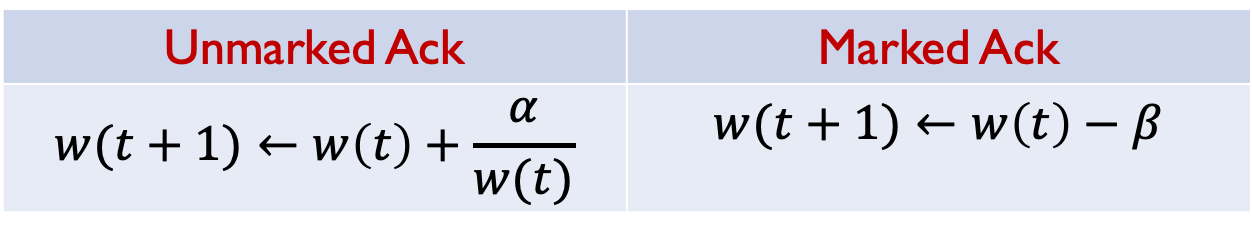 Unmarked Ack
Marked Ack
w(t + 1) ← w(t) + α/w(t)
w(t + 1) ← w(t) − β